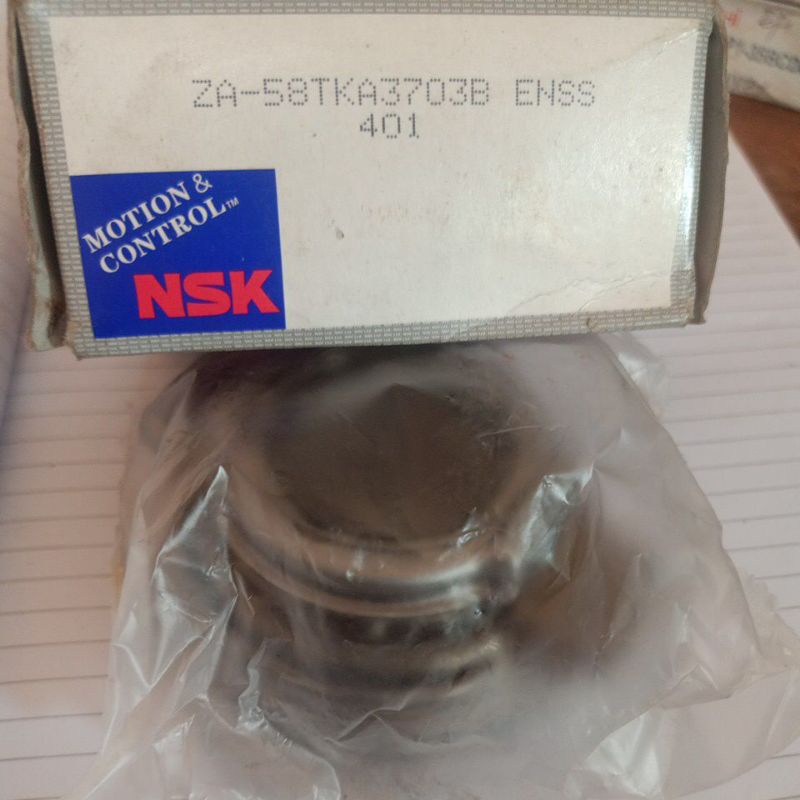 ZA-58TKA3703B ENSS
401
MOTION &
CONTROL™
NSK